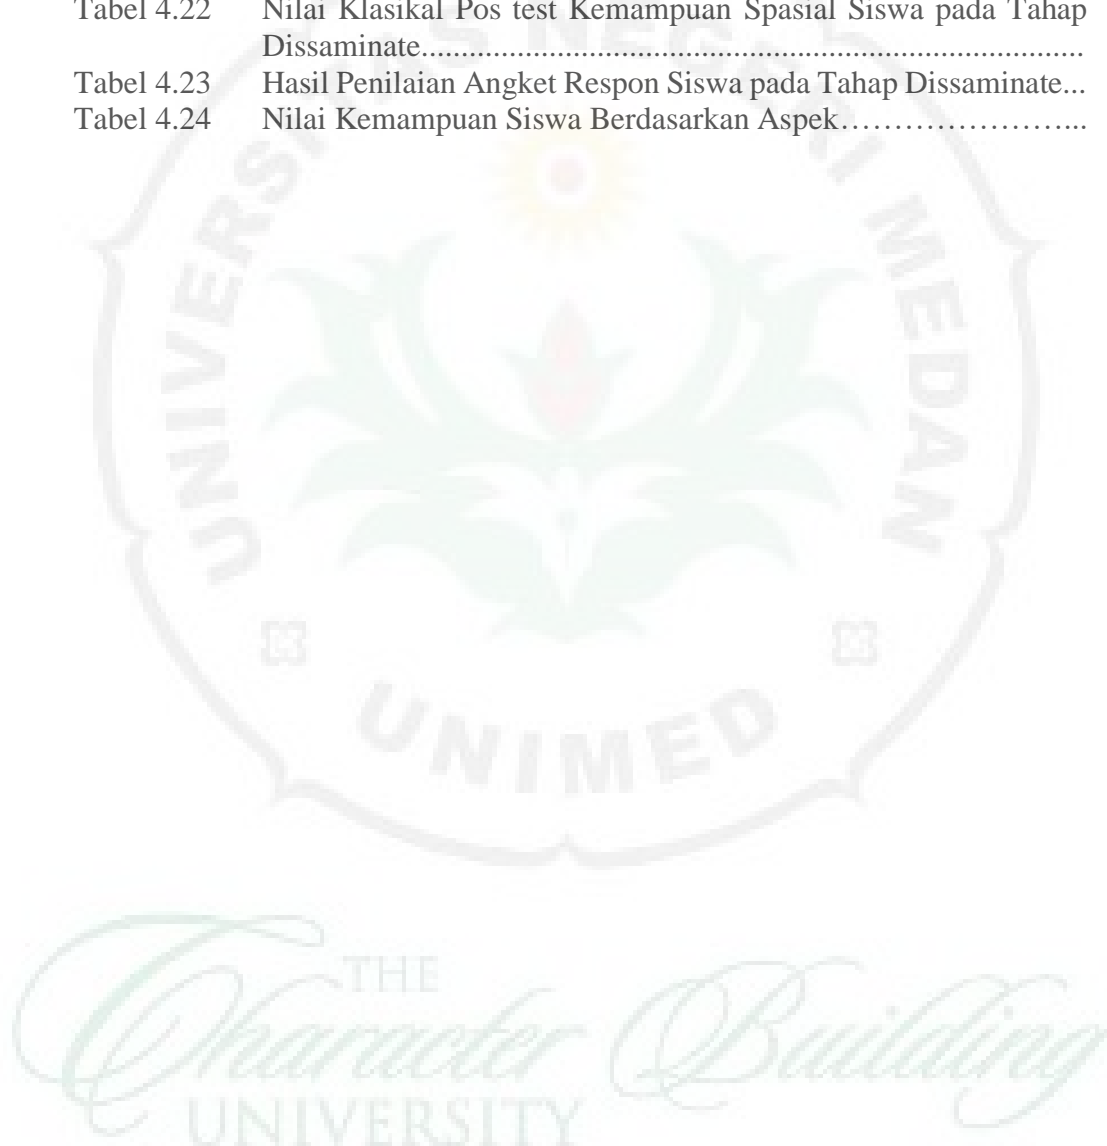 Tabel 4.22 Nilai Klasikal Pos test Kemampuan Spasial Siswa pada Tahap
Dissaminate....................................................................................
Tabel 4.23 Hasil Penilaian Angket Respon Siswa pada Tahap Dissaminate...
Tabel 4.24 Nilai Kemampuan Siswa Berdasarkan Aspek…………………...
UNIVERSITAS NEGERI MEDAN
UNIMED
THE
Character Building
UNIVERSITY